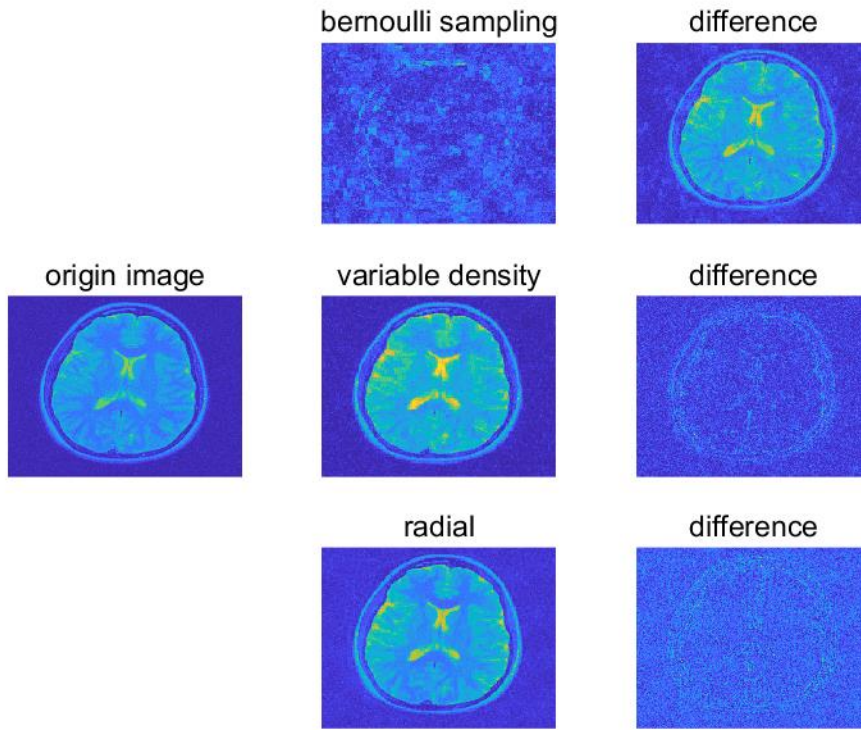 bernoulli sampling
difference
origin image
variable density
difference
radial
difference